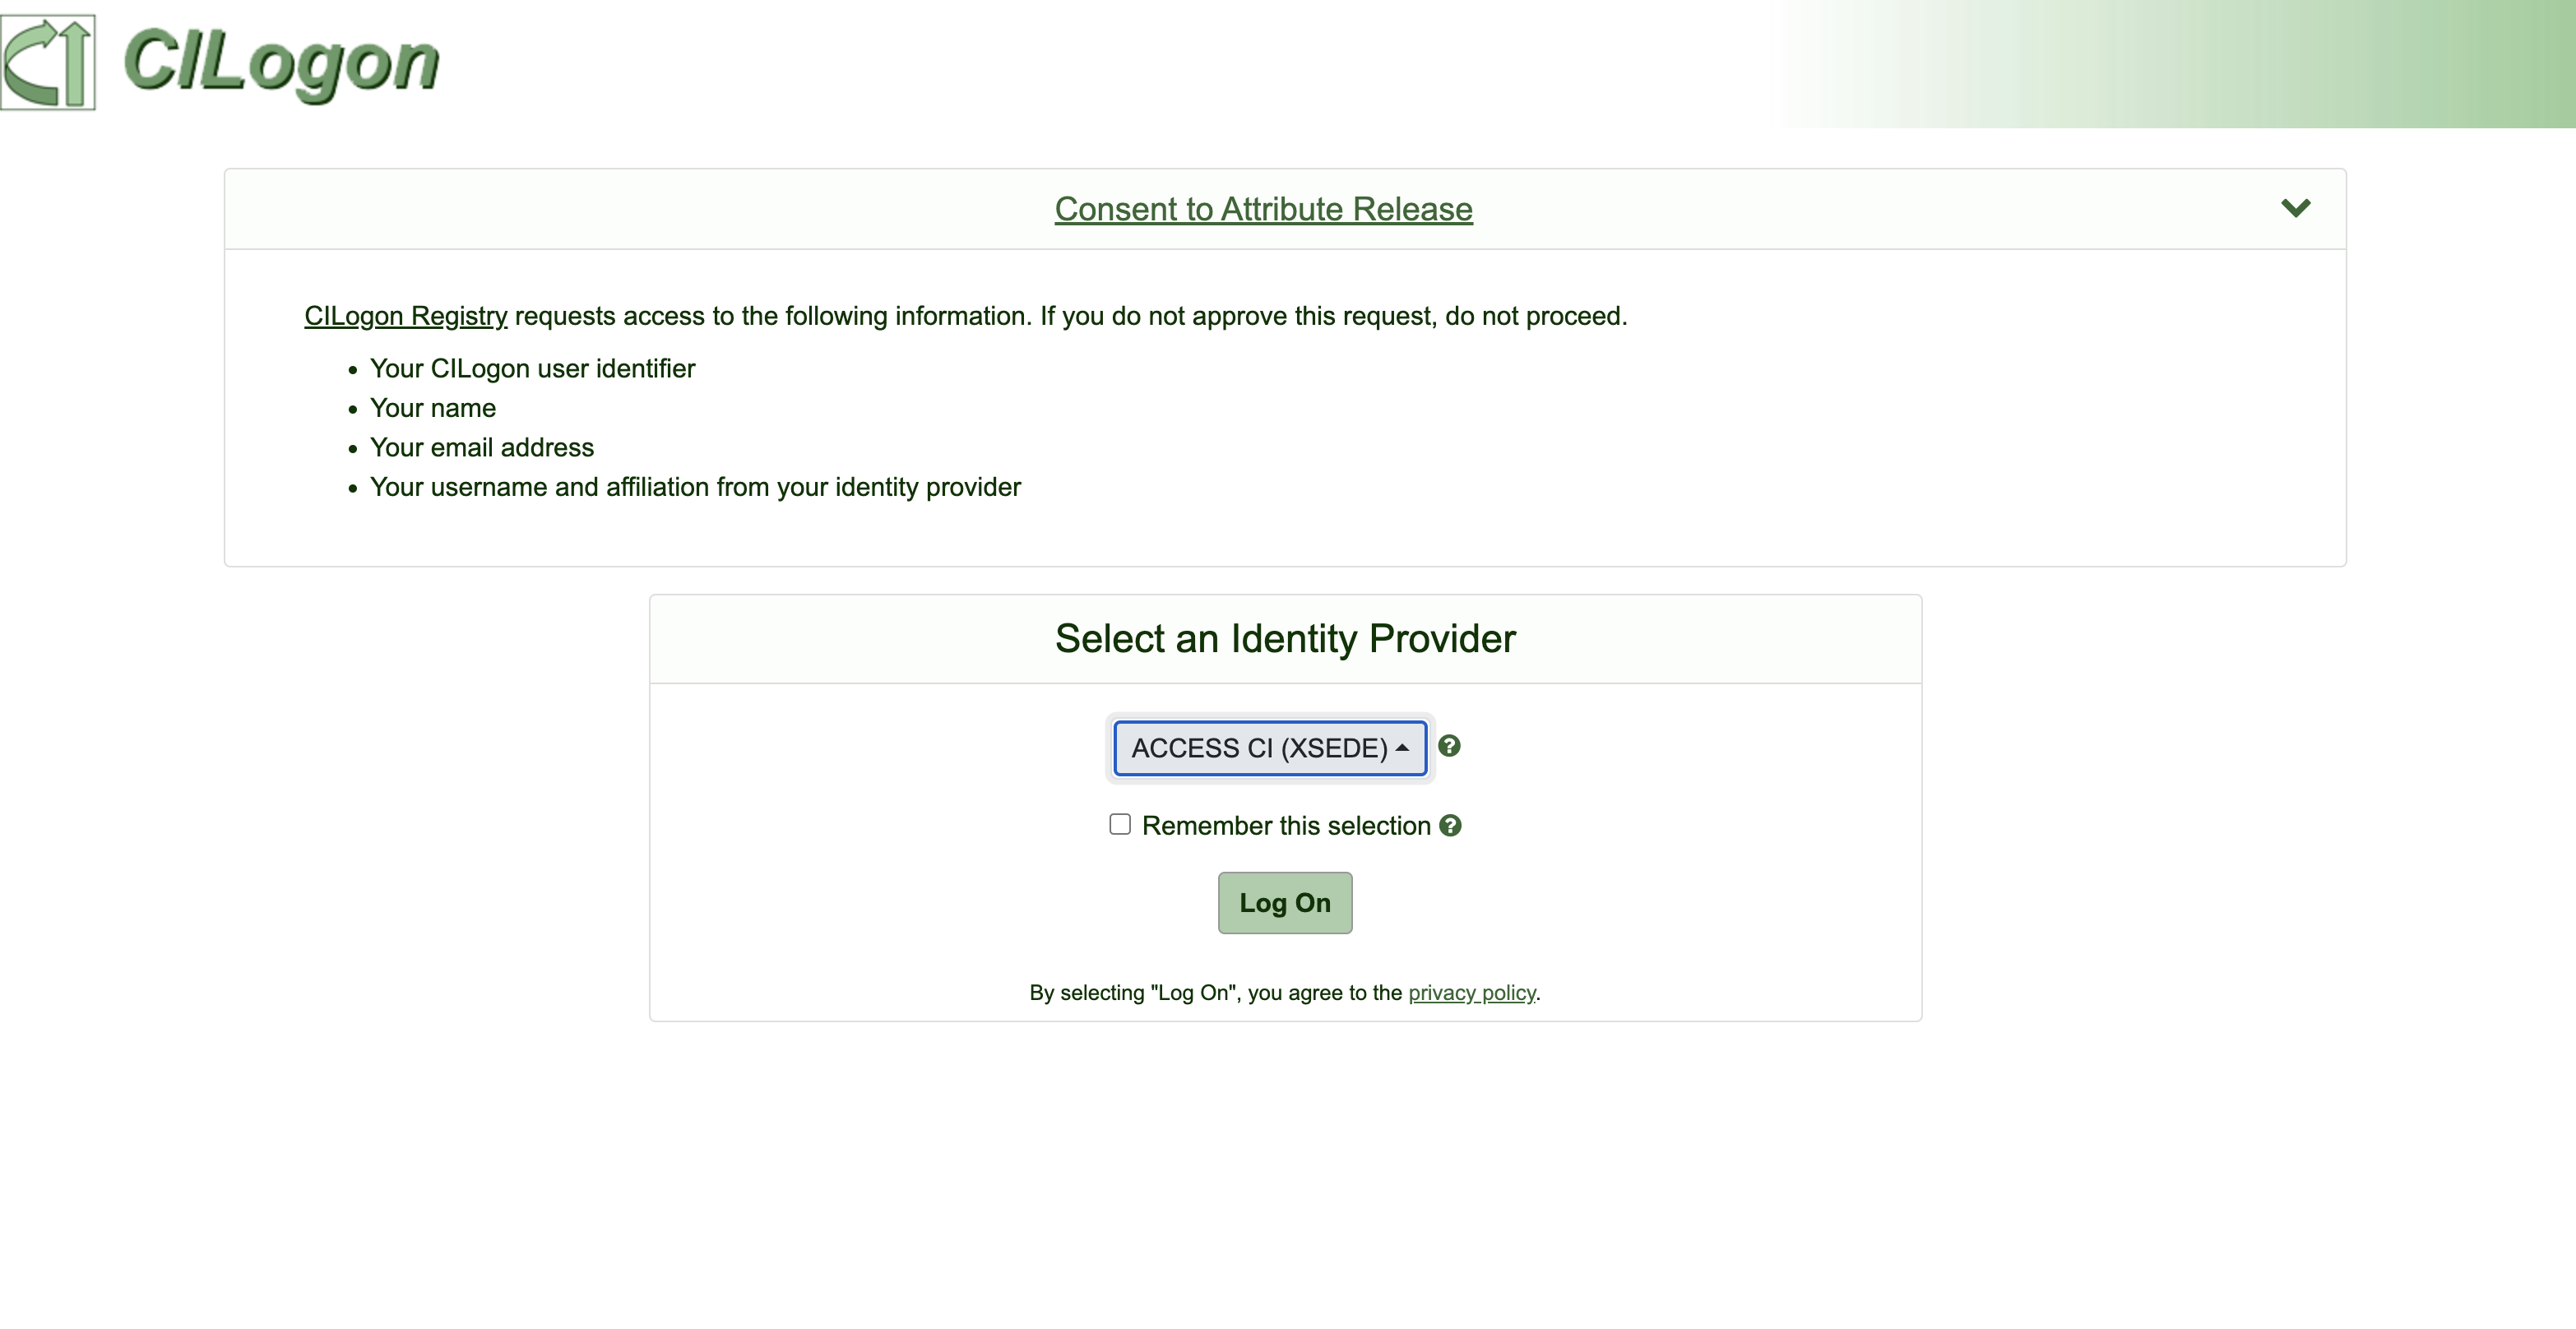 CILogon
Consent to Attribute Release
CILogon Registry requests access to the following information. If you do not approve this request, do not proceed.
• Your CILogon user identifier
• Your name
• Your email address
• Your username and affiliation from your identity provider
Select an Identity Provider
ACCESS CI (XSEDE)
Remember this selection
Log On
By selecting "Log On", you agree to the privacy policy.